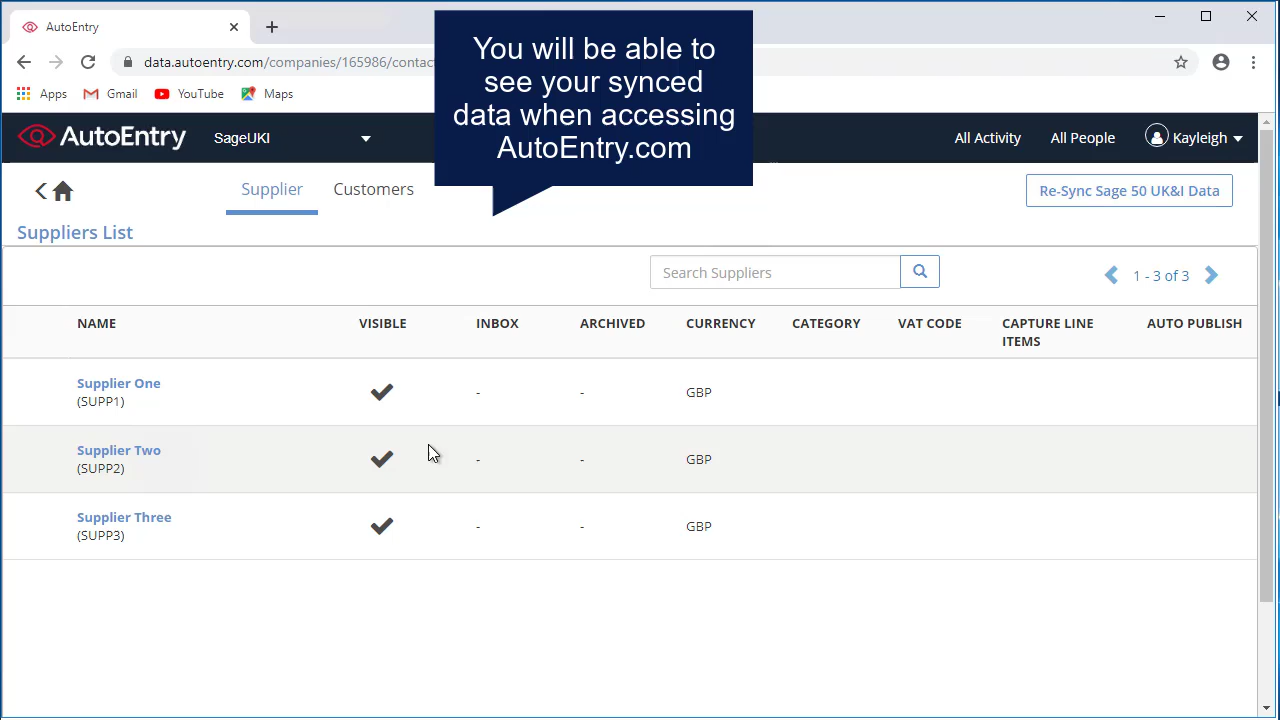 AutoEntry
data.autoentry.com/companies/165986/contac
Apps Gmail YouTube Maps
You will be able to
see your synced
data when accessing
AutoEntry.com
AutoEntry SageUKI All Activity All People Kayleigh
Supplier Customers Re-Sync Sage 50 UK&I Data
Suppliers List
Search Suppliers 1 - 3 of 3
NAME VISIBLE INBOX ARCHIVED CURRENCY CATEGORY VAT CODE CAPTURE LINE ITEMS AUTO PUBLISH
Supplier One - - GBP
(SUPP1)
Supplier Two - - GBP
(SUPP2)
Supplier Three - - GBP
(SUPP3)